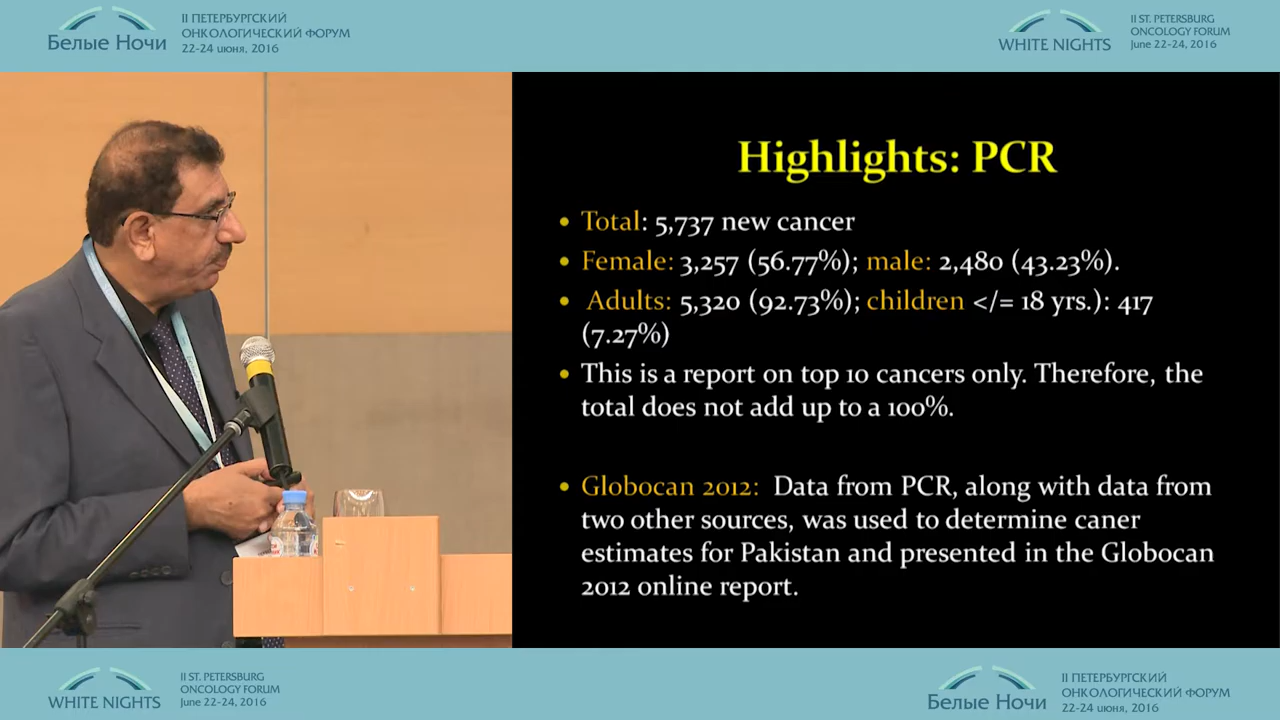 Белые Ночи
II ПЕТЕРБУРГСКИЙ
ОНКОЛОГИЧЕСКИЙ ФОРУМ
22-24 июня, 2016
WHITE NIGHTS
II ST. PETERSBURG
ONCOLOGY FORUM
June 22-24, 2016
Highlights: PCR
• Total: 5,737 new cancer
• Female: 3,257 (56.77%); male: 2,480 (43.23%).
• Adults: 5,320 (92.73%); children </= 18 yrs.): 417
(7.27%)
• This is a report on top 10 cancers only. Therefore, the
total does not add up to a 100%.
• Globocan 2012: Data from PCR, along with data from
two other sources, was used to determine caner
estimates for Pakistan and presented in the Globocan
2012 online report.
WHITE NIGHTS
II ST. PETERSBURG
ONCOLOGY FORUM
June 22-24, 2016
Белые Ночи
II ПЕТЕРБУРГСКИЙ
ОНКОЛОГИЧЕСКИЙ ФОРУМ
22-24 июня, 2016